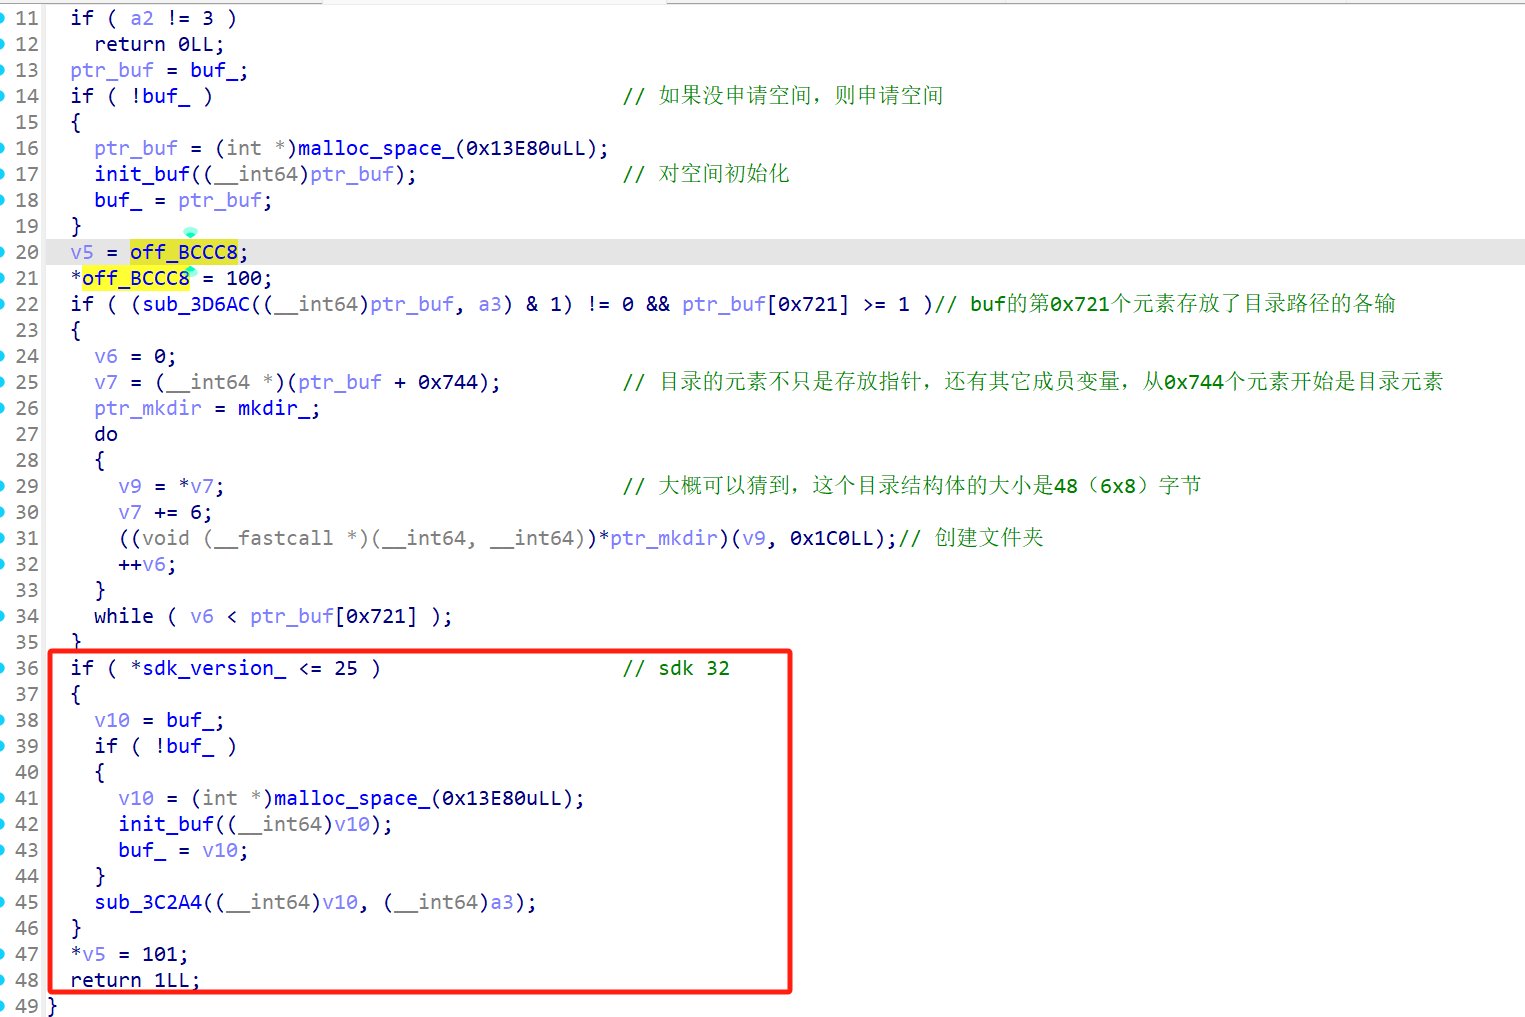 11 if ( a2 != 3 )
12 return 0LL;
13 ptr_buf = buf_;
14 if ( !buf_ ) // 如果没申请空间，则申请空间
15 {
16 ptr_buf = (int *)malloc_space_(0x13E80uLL);
17 init_buf((__int64)ptr_buf); // 对空间初始化
18 buf_ = ptr_buf;
19 }
20 v5 = off_BCCC8;
21 *off_BCCC8 = 100;
22 if ( (sub_3D6AC((__int64)ptr_buf, a3) & 1) != 0 && ptr_buf[0x721] >= 1 )// buf的第0x721个元素存放了目录路径的各输
23 {
24 v6 = 0;
25 v7 = (__int64 *)(ptr_buf + 0x744); // 目录的元素不只是存放指针，还有其它成员变量，从0x744个元素开始是目录元素
26 ptr_mkdir = mkdir_;
27 do
28 {
29 v9 = *v7; // 大概可以猜到，这个目录结构体的大小是48（6x8）字节
30 v7 += 6;
31 ((void (__fastcall *)(__int64, __int64))*ptr_mkdir)(v9, 0x1C0LL);// 创建文件夹
32 ++v6;
33 }
34 while ( v6 < ptr_buf[0x721] );
35 }
36 if ( *sdk_version_ <= 25 ) // sdk 32
37 {
38 v10 = buf_;
39 if ( !buf_ )
40 {
41 v10 = (int *)malloc_space_(0x13E80uLL);
42 init_buf((__int64)v10);
43 buf_ = v10;
44 }
45 sub_3C2A4((__int64)v10, (__int64)a3);
46 }
47 *v5 = 101;
48 return 1LL;
49 }